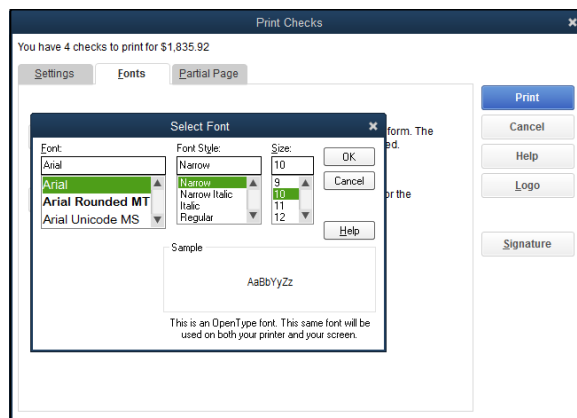 Print Checks
You have 4 checks to print for $1,835.92
Settings Fonts Partial Page
Print
Cancel
Help
Logo
Signature
form. The
ed.
or the
Select Font
Font: Font Style: Size:
Arial Narrow 10
OK
Cancel
Help
Arial
Arial Rounded MT
Arial Unicode MS
Narrow
Narrow Italic
Italic
Regular
9
10
11
12
Sample
AaBbYyZz
This is an OpenType font. This same font will be
used on both your printer and your screen.